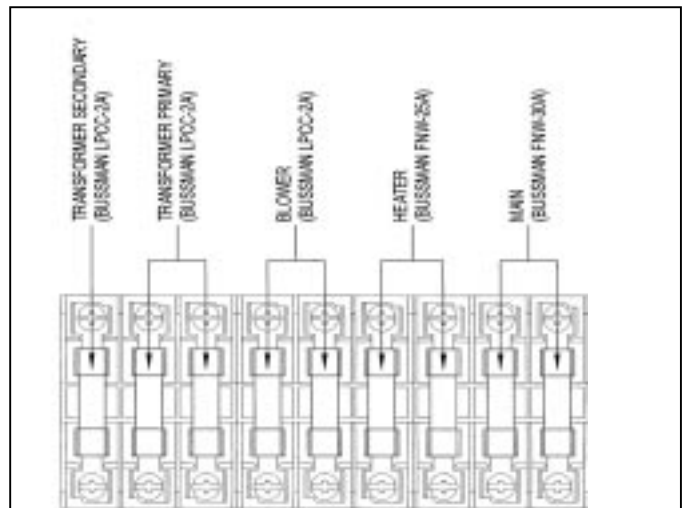 TRANSFORMER SECONDARY
(BUSSMAN LPCC-2A)
TRANSFORMER PRIMARY
(BUSSMAN LPCC-2A)
BLOWER
(BUSSMAN LPCC-2A)
HEATER
(BUSSMAN FNW-25A)
MAIN
(BUSSMAN FNW-30A)